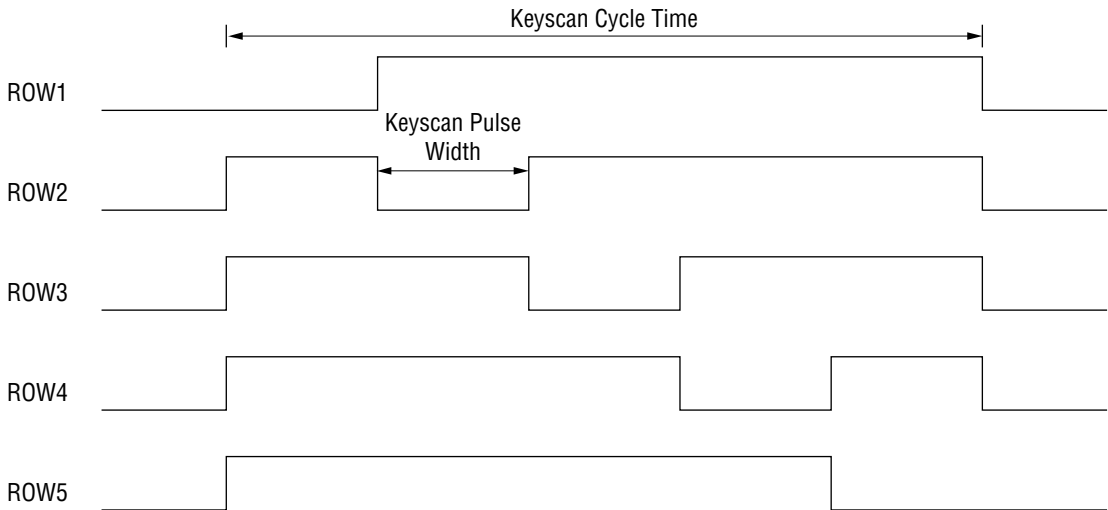 Keyscan Cycle Time
ROW1
Keyscan Pulse
Width
ROW2
ROW3
ROW4
ROW5